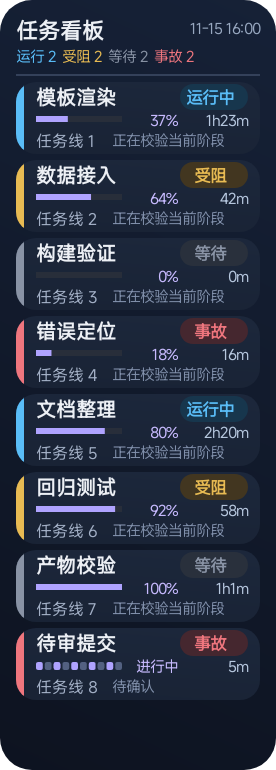 任务看板 11-15 16:00
运行 2 受阻 2 等待 2 事故 2
模板渲染 运行中
37% 1h23m
任务线 1 正在校验当前阶段
数据接入 受阻
64% 42m
任务线 2 正在校验当前阶段
构建验证 等待
0% 0m
任务线 3 正在校验当前阶段
错误定位 事故
18% 16m
任务线 4 正在校验当前阶段
文档整理 运行中
80% 2h20m
任务线 5 正在校验当前阶段
回归测试 受阻
92% 58m
任务线 6 正在校验当前阶段
产物校验 等待
100% 1h1m
任务线 7 正在校验当前阶段
待审提交 事故
进行中 5m
任务线 8 待确认